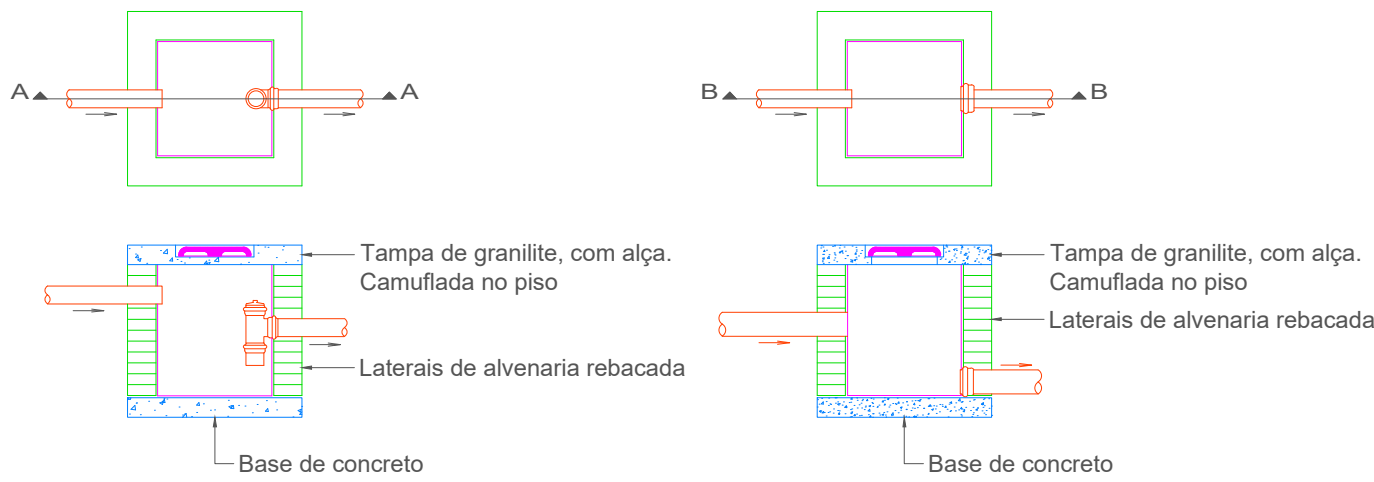 A
A
B
B
Tampa de granilite, com alça.
Camuflada no piso
Laterais de alvenaria rebacada
Base de concreto
Tampa de granilite, com alça.
Camuflada no piso
Laterais de alvenaria rebacada
Base de concreto